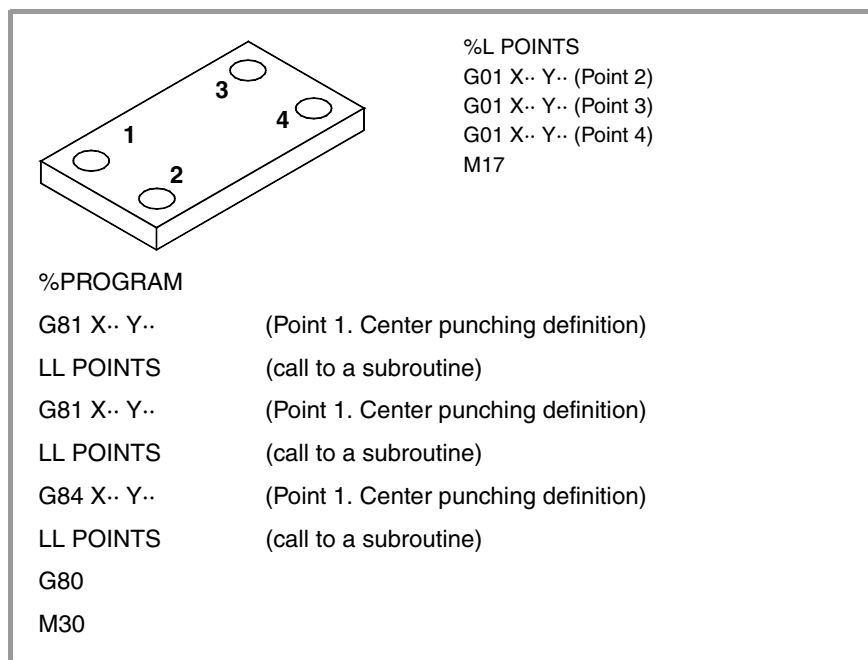 %L POINTS
G01 X·· Y·· (Point 2)
G01 X·· Y·· (Point 3)
G01 X·· Y·· (Point 4)
M17
3
4
1
2
%PROGRAM
G81 X·· Y·· (Point 1. Center punching definition)
LL POINTS (call to a subroutine)
G81 X·· Y·· (Point 1. Center punching definition)
LL POINTS (call to a subroutine)
G84 X·· Y·· (Point 1. Center punching definition)
LL POINTS (call to a subroutine)
G80
M30